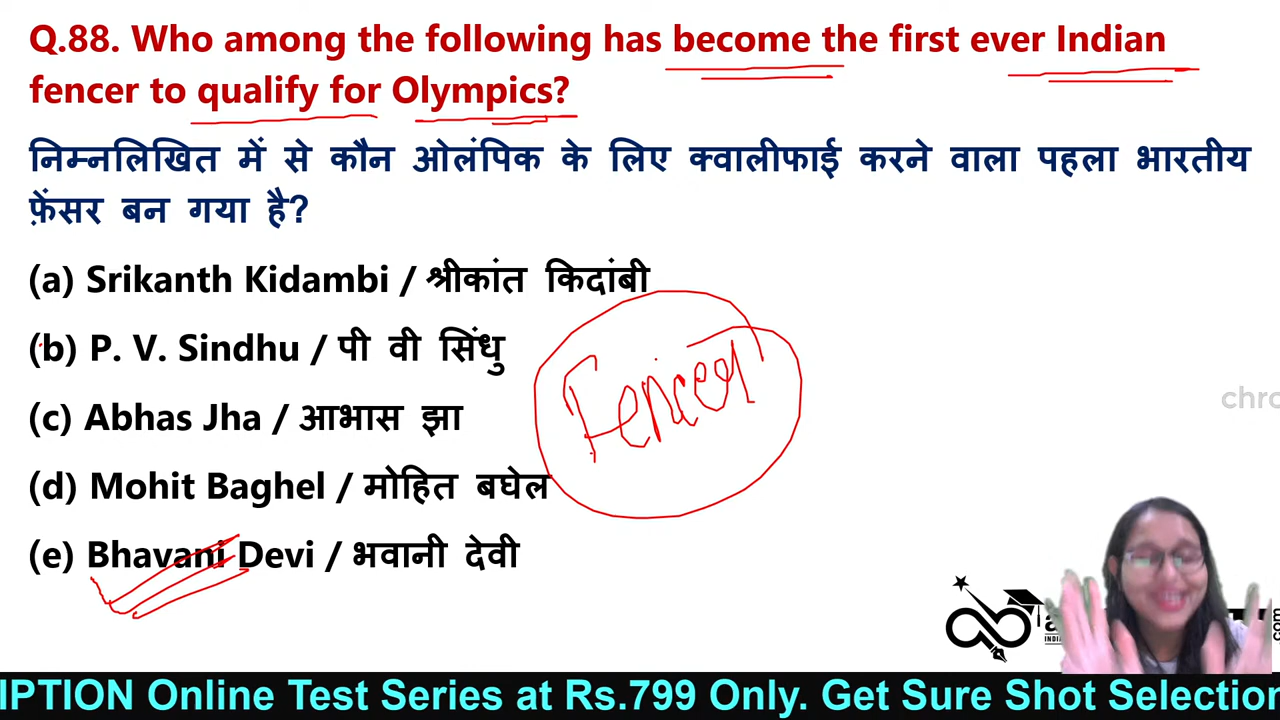 Q.88. Who among the following has become the first ever Indian
fencer to qualify for Olympics?
निम्नलिखित में से कौन ओलंपिक के लिए क्वालीफाई करने वाला पहला भारतीय
फ़ेंसर बन गया है?
(a) Srikanth Kidambi / श्रीकांत किदांबी
(b) P. V. Sindhu / पी वी सिंधु
(c) Abhas Jha / आभास झा
(d) Mohit Baghel / मोहित बघेल
(e) Bhavani Devi / भवानी देवी
Fencer
chro
com
IPTION Online Test Series at Rs.799 Only. Get Sure Shot Selection